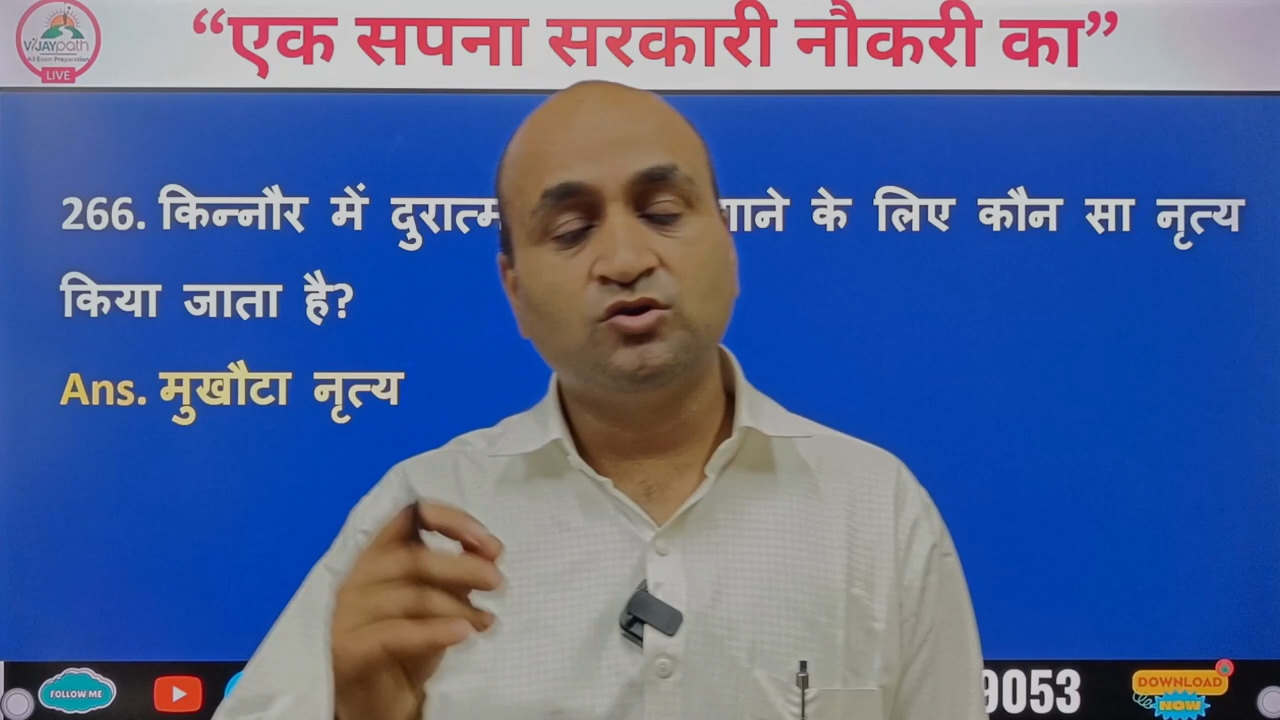 “एक सपना सरकारी नौकरी का”
VIJAYpath
All Exam Preparation
LIVE
266. किन्नौर में के लिए कौन सा नृत्य
किया जाता है?
Ans. मुखौटा नृत्य
FOLLOW ME
9053
DOWNLOAD
NOW